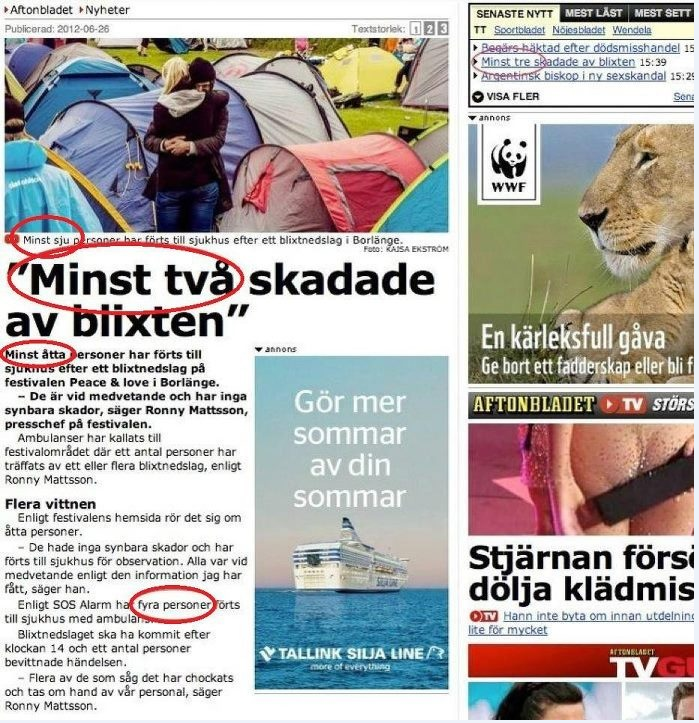 Aftonbladet Nyheter
Publicerad: 2012-06-26
Textstorlek: 1 2 3
Minst sju personer har förts till sjukhus efter ett blixtnedslag i Borlänge.
Foto: KAJSA EKSTRÖM
"Minst två skadade
av blixten"
Minst åtta personer har förts till
sjukhus efter ett blixtnedslag på
festivalen Peace & love i Borlänge.
– De är vid medvetande och har inga
synbara skador, säger Ronny Mattsson,
presschef på festivalen.
Ambulanser har kallats till
festivalområdet där ett antal personer har
träffats av ett eller flera blixtnedslag, enligt
Ronny Mattsson.
Flera vittnen
Enligt festivalens hemsida rör det sig om
åtta personer.
– De hade inga synbara skador och har
förts till sjukhus för observation. Alla var vid
medvetande enligt den information jag har
fått, säger han.
Enligt SOS Alarm har fyra personer förts
till sjukhus med ambulans.
Blixtnedslaget ska ha kommit efter
klockan 14 och ett antal personer
bevittnade händelsen.
– Flera av de som såg det har chockats
och tas om hand av vår personal, säger
Ronny Mattsson.
annons
Gör mer
sommar
av din
sommar
SILJA LINE
TALLINK SILJA LINE
more of everything
SENASTE NYTT MEST LÄST MEST SETT
TT Sportbladet Nöjesbladet Wendela
Begärs häktad efter dödsmisshandel 15
Minst tre skadade av blixten 15:39
Argentinsk biskop i ny sexskandal 15:29
VISA FLER
Sena
annons
WWF
En kärleksfull gåva
Ge bort ett fadderskap eller bli f
AFTONBLADET TV STÖRS
Stjärnan förs
dölja klädmis
TV Hann inte byta om innan utdelnin
lite för mycket
AFTONBLADET
TVGU